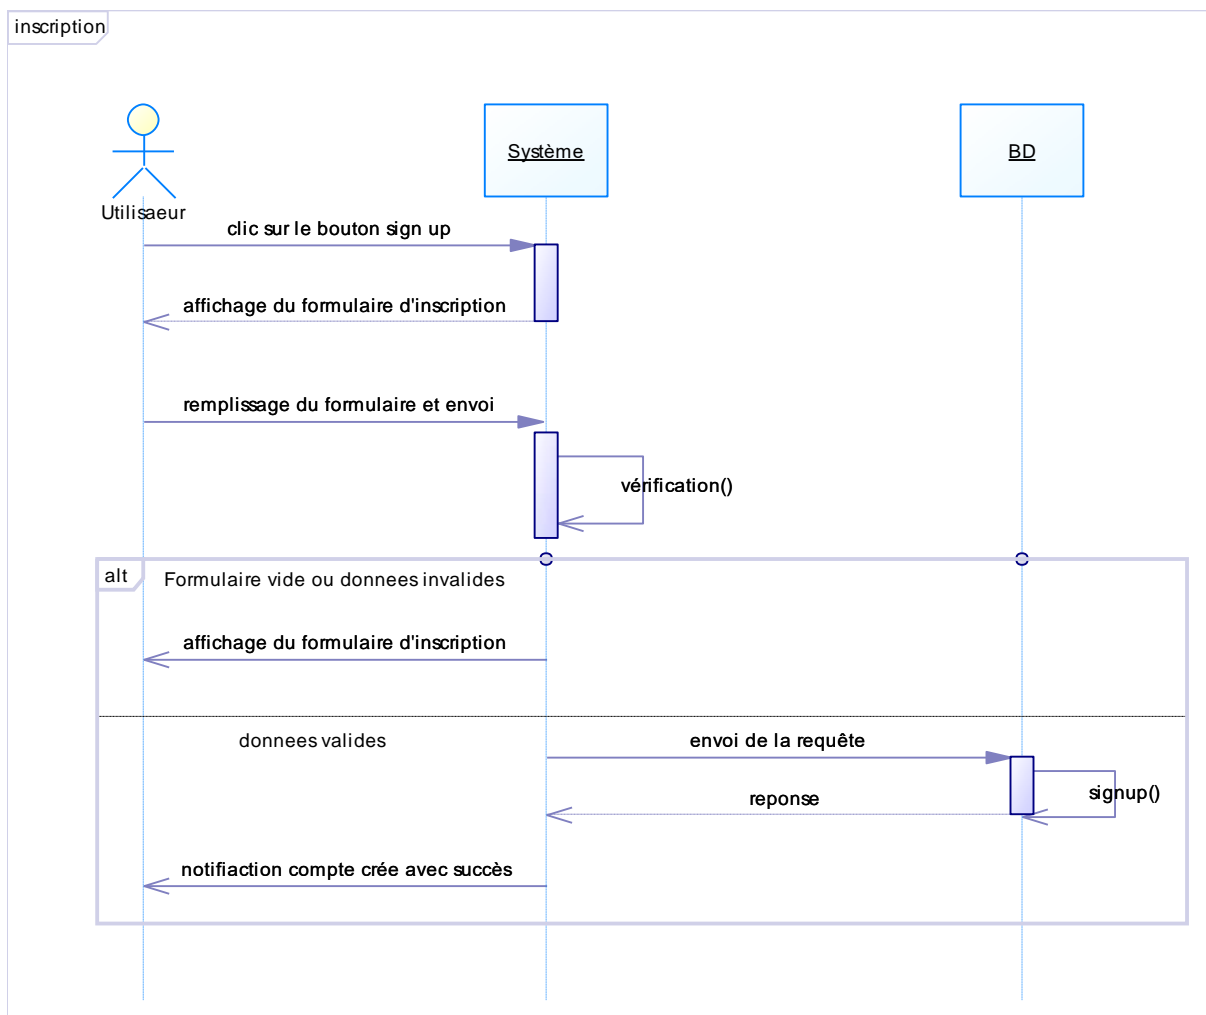 inscription
Système
BD
Utilisaeur
clic sur le bouton sign up
affichage du formulaire d'inscription
remplissage du formulaire et envoi
vérification()
alt
Formulaire vide ou donnees invalides
affichage du formulaire d'inscription
donnees valides
envoi de la requête
signup()
reponse
notifiaction compte crée avec succès